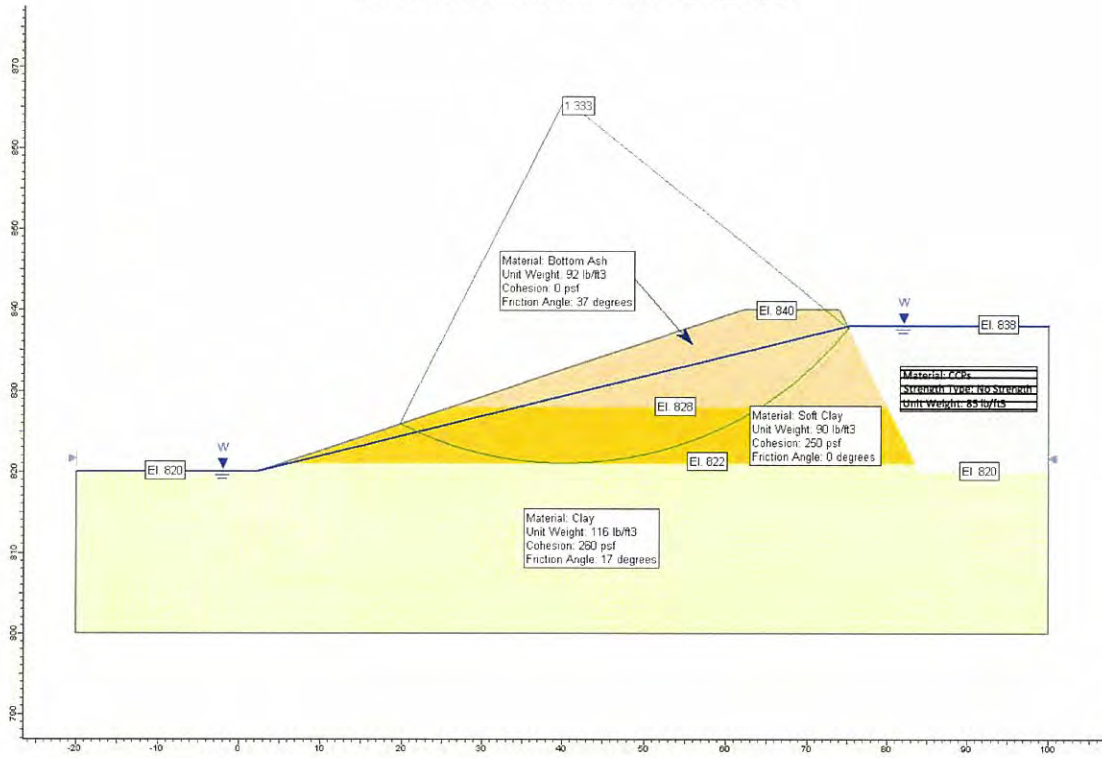 870
860
850
840
830
820
810
800
700
1.333
Material: Bottom Ash
Unit Weight: 92 lb/ft3
Cohesion: 0 psf
Friction Angle: 37 degrees
El. 840
W
El. 838
Material: CCPs
Strength Type: No Strength
Unit Weight: 85 lb/ft3
El. 828
Material: Soft Clay
Unit Weight: 90 lb/ft3
Cohesion: 250 psf
Friction Angle: 0 degrees
W
El. 820
El. 822
El. 820
Material: Clay
Unit Weight: 116 lb/ft3
Cohesion: 260 psf
Friction Angle: 17 degrees
-20 -10 0 10 20 30 40 50 60 70 80 90 100